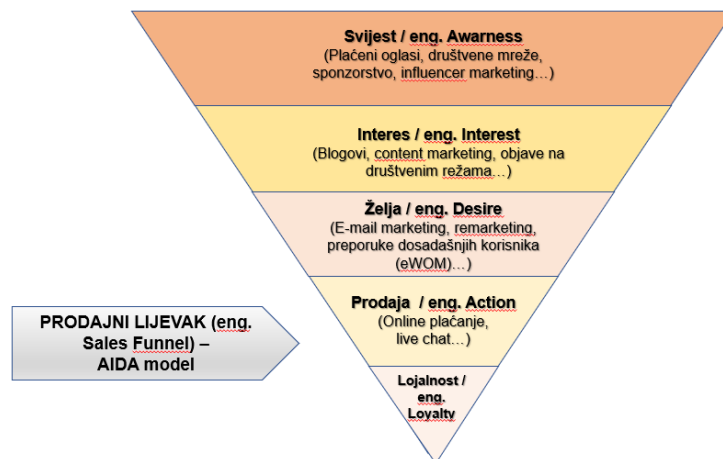 Svijest / eng. Awarness
(Plaćeni oglasi, društvene mreže,
sponzorstvo, influencer marketing…)
Interes / eng. Interest
(Blogovi, content marketing, objave na
društvenim režama…)
Želja / eng. Desire
(E-mail marketing, remarketing,
preporuke dosadašnjih korisnika
(eWOM)…)
Prodaja / eng. Action
(Online plaćanje,
live chat…)
PRODAJNI LIJEVAK (eng.
Sales Funnel) –
AIDA model
Lojalnost /
eng.
Loyalty